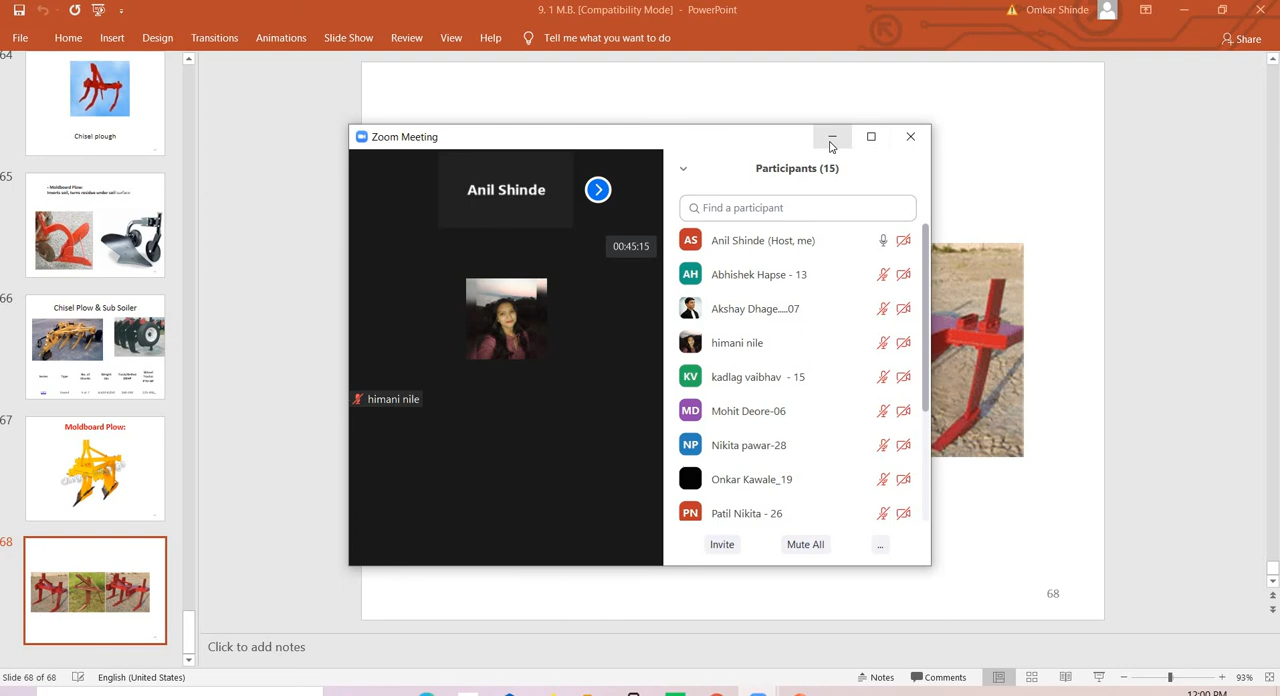 9. 1 M.B. [Compatibility Mode] - PowerPoint
Omkar Shinde
File Home Insert Design Transitions Animations Slide Show Review View Help Tell me what you want to do
Share
64
Chisel plough
65
• Moldboard Plow:
66
Chisel Plow & Sub Soiler
67
Moldboard Plow:
68
Zoom Meeting
Anil Shinde
00:45:15
himani nile
Participants (15)
Find a participant
AS Anil Shinde (Host, me)
AH Abhishek Hapse - 13
Akshay Dhage....07
himani nile
KV kadlag vaibhav - 15
MD Mohit Deore-06
NP Nikita pawar-28
Onkar Kawale_19
PN Patil Nikita - 26
Invite Mute All ...
68
Click to add notes
Slide 68 of 68 English (United States) Notes Comments 93%
12:00 PM